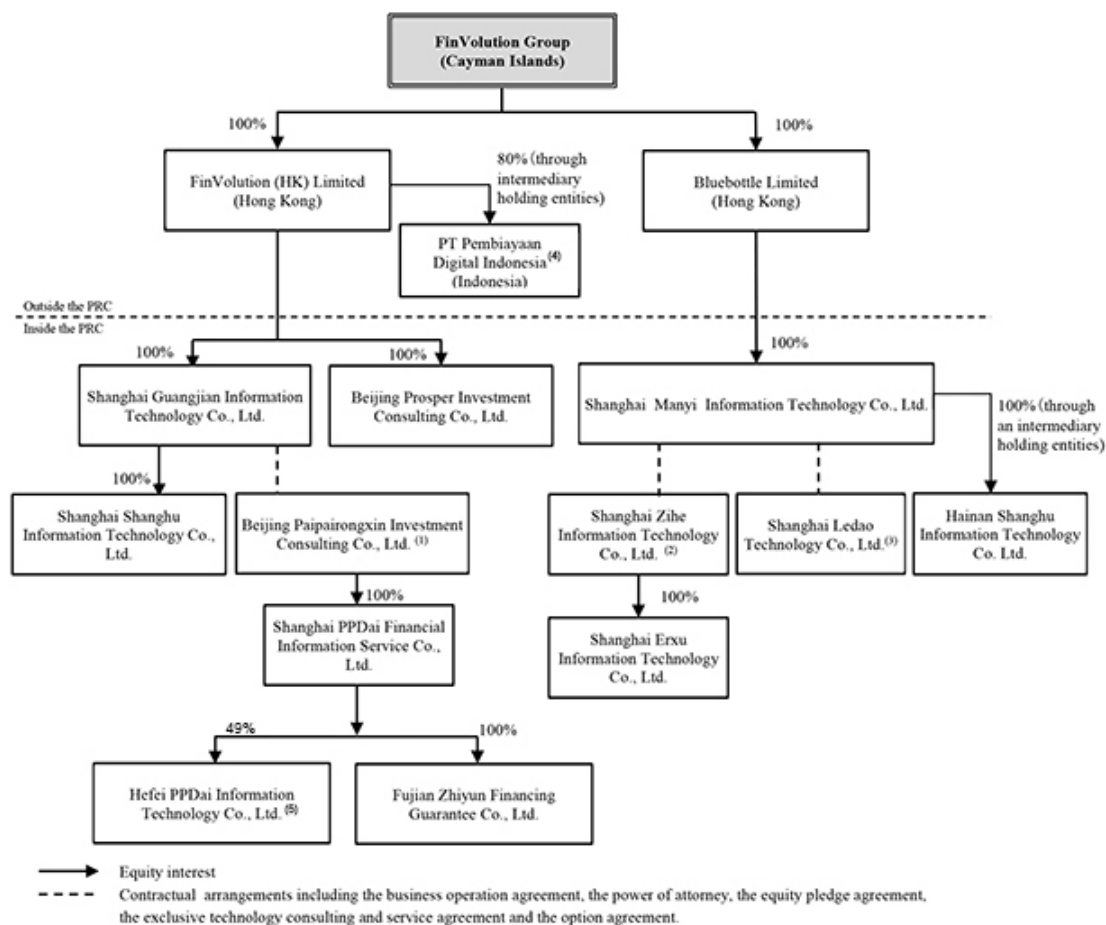 FinVolution Group
(Cayman Islands)
100%
100%
FinVolution (HK) Limited
(Hong Kong)
80% (through
intermediary
holding entities)
Bluebottle Limited
(Hong Kong)
PT Pembiayaan
Digital Indonesia (4)
(Indonesia)
Outside the PRC
Inside the PRC
100%
100%
100%
Shanghai Guangjian Information
Technology Co., Ltd.
Beijing Prosper Investment
Consulting Co., Ltd.
Shanghai Manyi Information Technology Co., Ltd.
100% (through
an intermediary
holding entities)
100%
Shanghai Shanghu
Information Technology Co.,
Ltd.
Beijing Paipairongxin Investment
Consulting Co., Ltd. (1)
Shanghai Zihe
Information Technology
Co., Ltd. (2)
Shanghai Ledao
Technology Co., Ltd.(3)
Hainan Shanghu
Information Technology
Co. Ltd.
100%
100%
Shanghai PPDai Financial
Information Service Co.,
Ltd.
Shanghai Erxu
Information Technology
Co., Ltd.
49%
100%
Hefei PPDai Information
Technology Co., Ltd. (5)
Fujian Zhiyun Financing
Guarantee Co., Ltd.
Equity interest
Contractual arrangements including the business operation agreement, the power of attorney, the equity pledge agreement,
the exclusive technology consulting and service agreement and the option agreement.